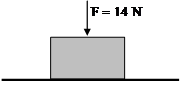 F = 14 N